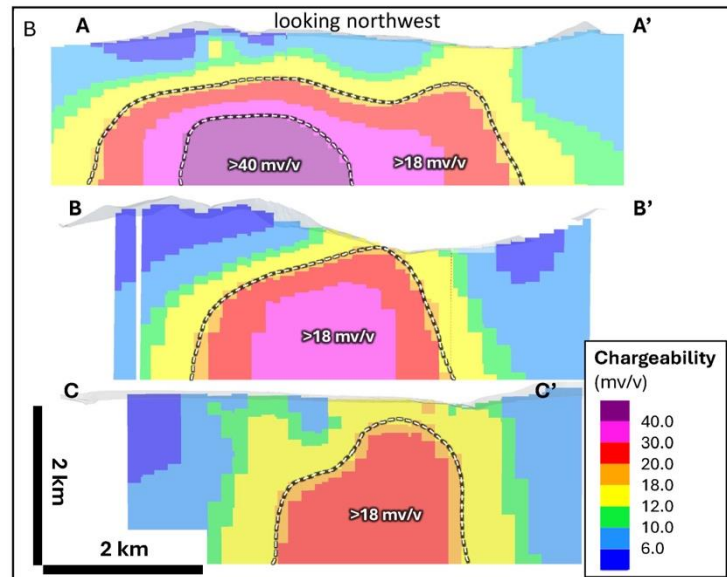 B
looking northwest
A
A’
>40 mv/v
>18 mv/v
B
B’
>18 mv/v
C
C’
>18 mv/v
2 km
2 km
Chargeability
(mv/v)
40.0
30.0
20.0
18.0
12.0
10.0
6.0